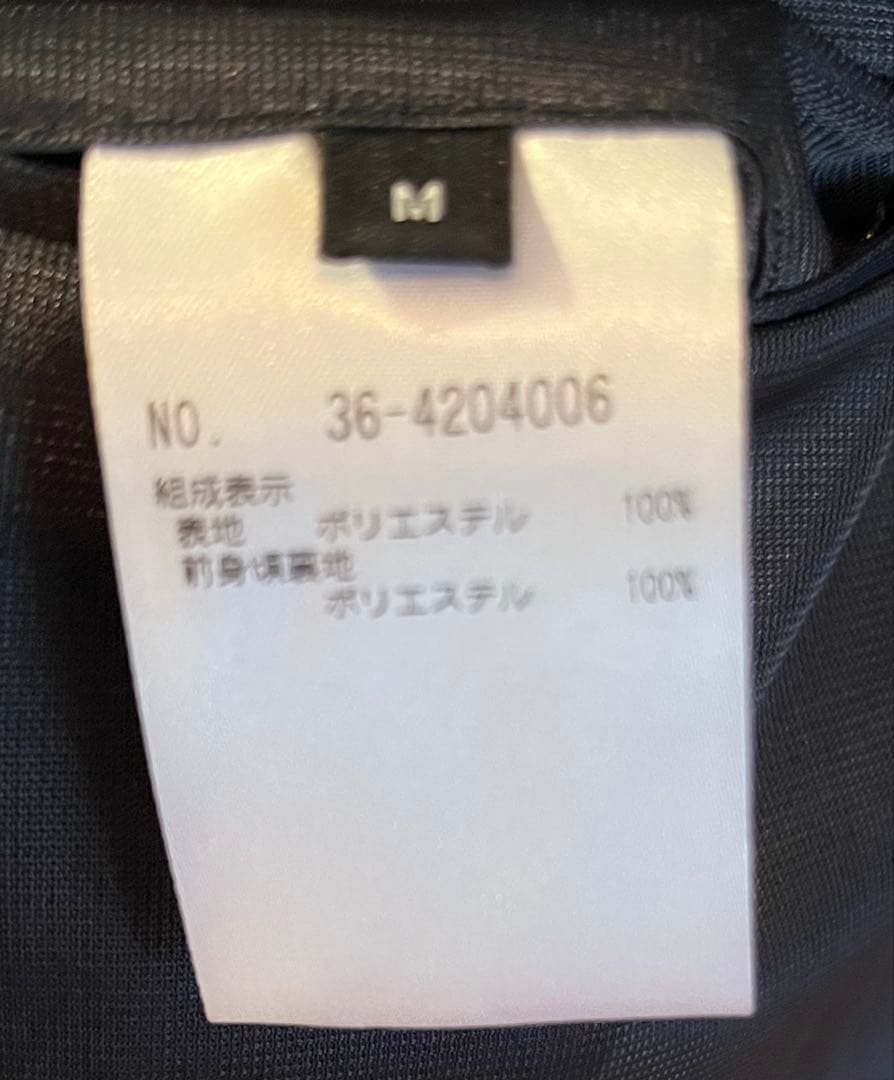 M
NO. 36-4204006
組成表示
表地 ポリエステル 100%
前身頃裏地
ポリエステル 100%